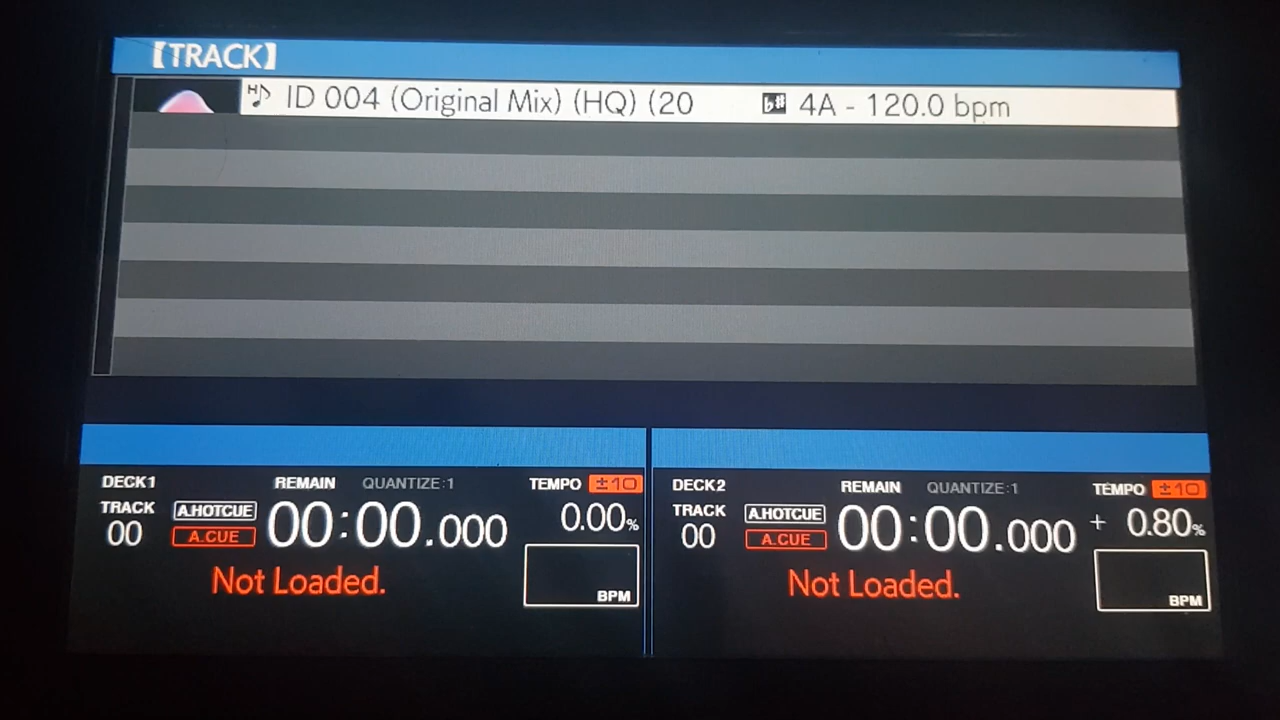 【TRACK】
ID 004 (Original Mix) (HQ) (20 4A - 120.0 bpm
DECK1 REMAIN QUANTIZE:1 TEMPO ±10
TRACK A.HOTCUE 00:00.000 0.00%
00 A.CUE
Not Loaded.
BPM
DECK2 REMAIN QUANTIZE:1 TEMPO ±10
TRACK A.HOTCUE 00:00.000 + 0.80%
00 A.CUE
Not Loaded.
BPM